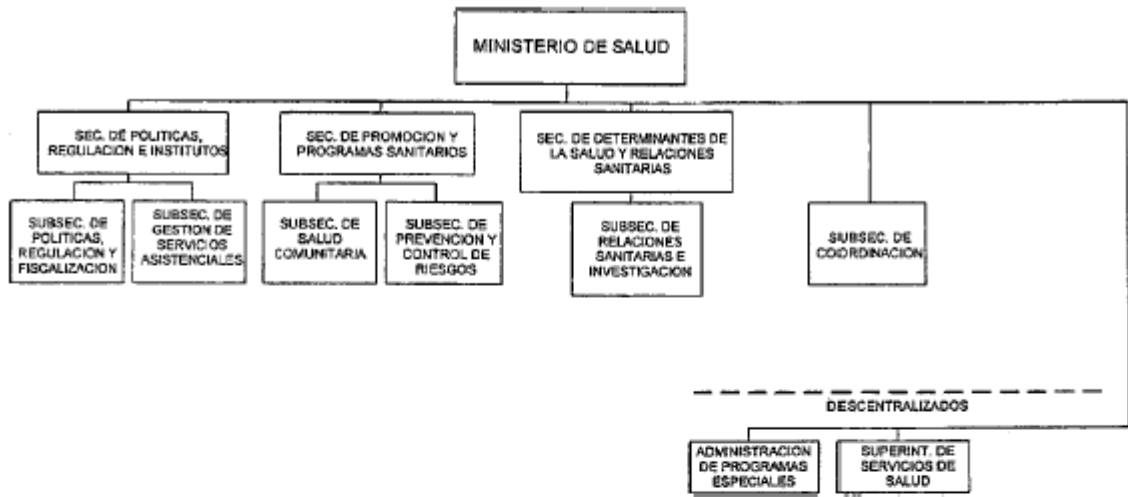 MINISTERIO DE SALUD
SEC. DE POLITICAS,
REGULACION E INSTITUTOS
SEC. DE PROMOCION Y
PROGRAMAS SANITARIOS
SEC. DE DETERMINANTES DE
LA SALUD Y RELACIONES
SANITARIAS
SUBSEC. DE
POLITICAS,
REGULACION Y
FISCALIZACION
SUBSEC. DE
GESTION DE
SERVICIOS
ASISTENCIALES
SUBSEC. DE
SALUD
COMUNITARIA
SUBSEC. DE
PREVENCION Y
CONTROL DE
RIESGOS
SUBSEC. DE
RELACIONES
SANITARIAS E
INVESTIGACION
SUBSEC. DE
COORDINACION
DESCENTRALIZADOS
ADMINISTRACION
DE PROGRAMAS
ESPECIALES
SUPERINT. DE
SERVICIOS DE
SALUD